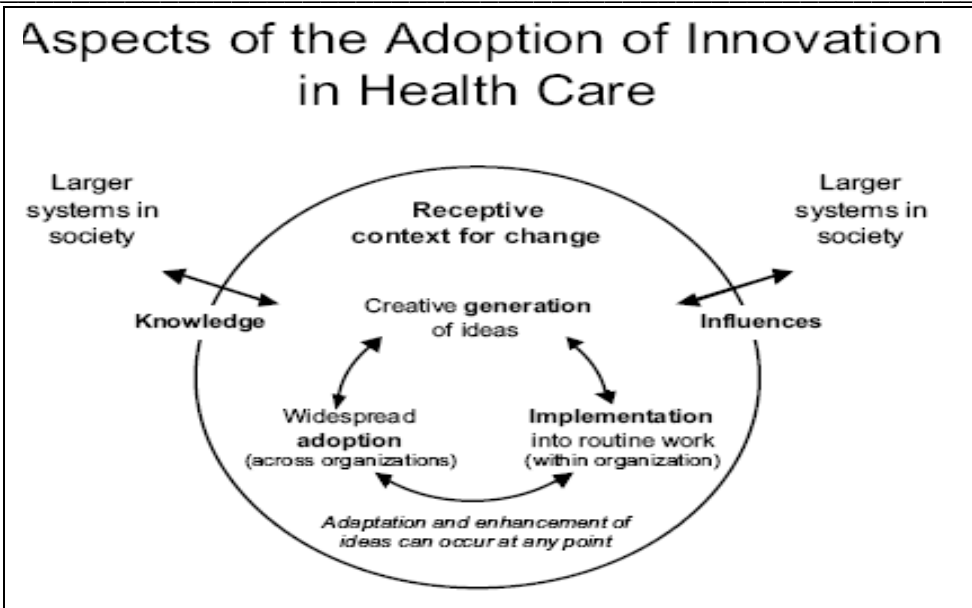 Aspects of the Adoption of Innovation
in Health Care
Larger
systems in
society
Larger
systems in
society
Receptive
context for change
Knowledge
Creative generation
of ideas
Influences
Widespread
adoption
(across organizations)
Implementation
into routine work
(within organization)
Adaptation and enhancement of
ideas can occur at any point